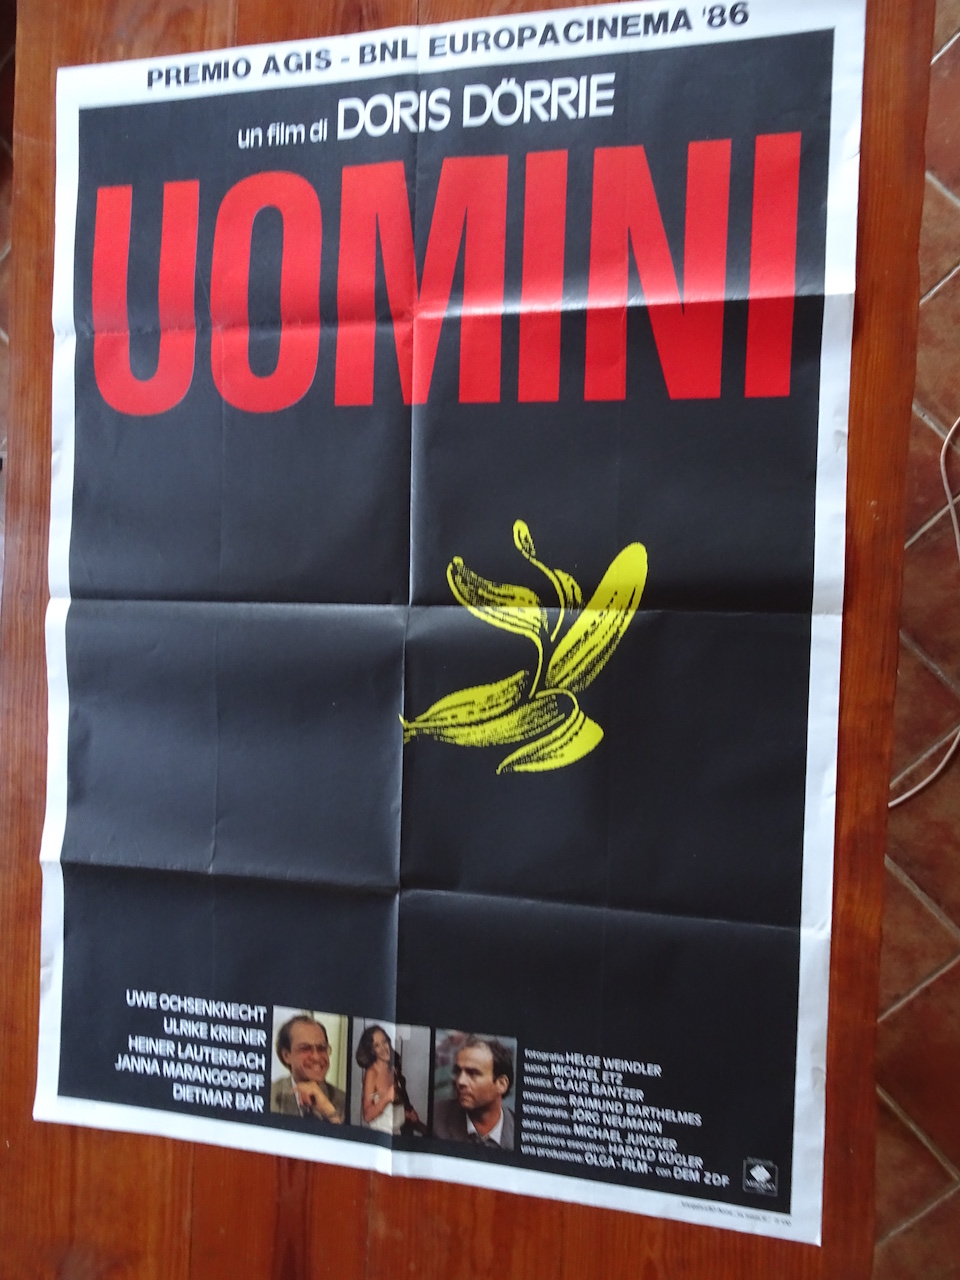 PREMIO AGIS - BNL EUROPACINEMA '86
un film di DORIS DÖRRIE
UOMINI
UWE OCHSENKNECHT
ULRIKE KRIENER
HEINER LAUTERBACH
JANNA MARANGOSOFF
DIETMAR BÄR
fotografia HELGE WEINDLER
suono MICHAEL ETZ
musica CLAUS BANTZER
montaggio RAIMUND BARTHELMES
scenografia JÖRG NEUMANN
aiuto regista MICHAEL JUNCKER
produttore esecutivo HARALD KÜGLER
una produzione OLGA - FILM - con DEM ZDF